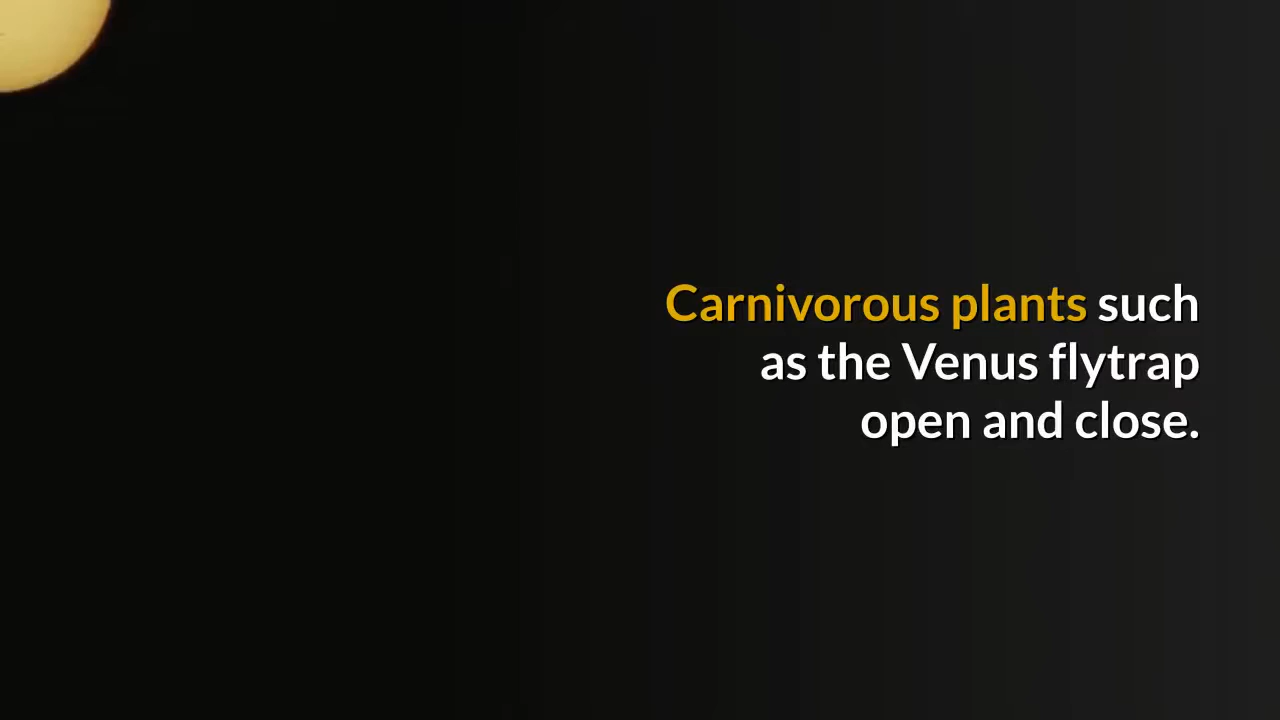 Carnivorous plants such
as the Venus flytrap
open and close.